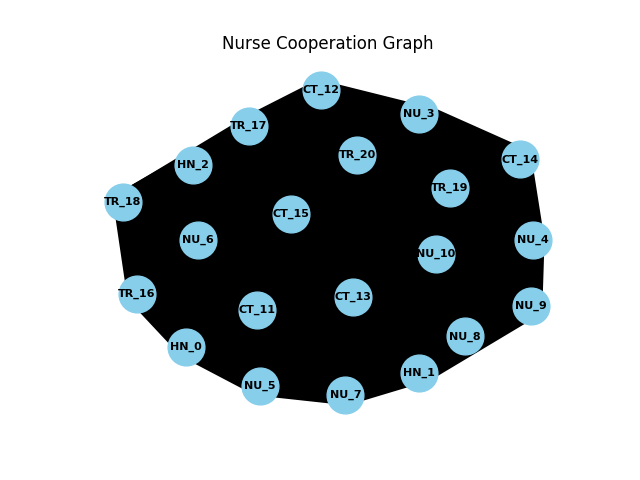 Nurse Cooperation Graph
CT_12
NU_3
TR_17
TR_20
CT_14
HN_2
TR_19
TR_18
CT_15
NU_6
NU_4
NU_10
TR_16
CT_13
NU_9
CT_11
NU_8
HN_0
HN_1
NU_5
NU_7